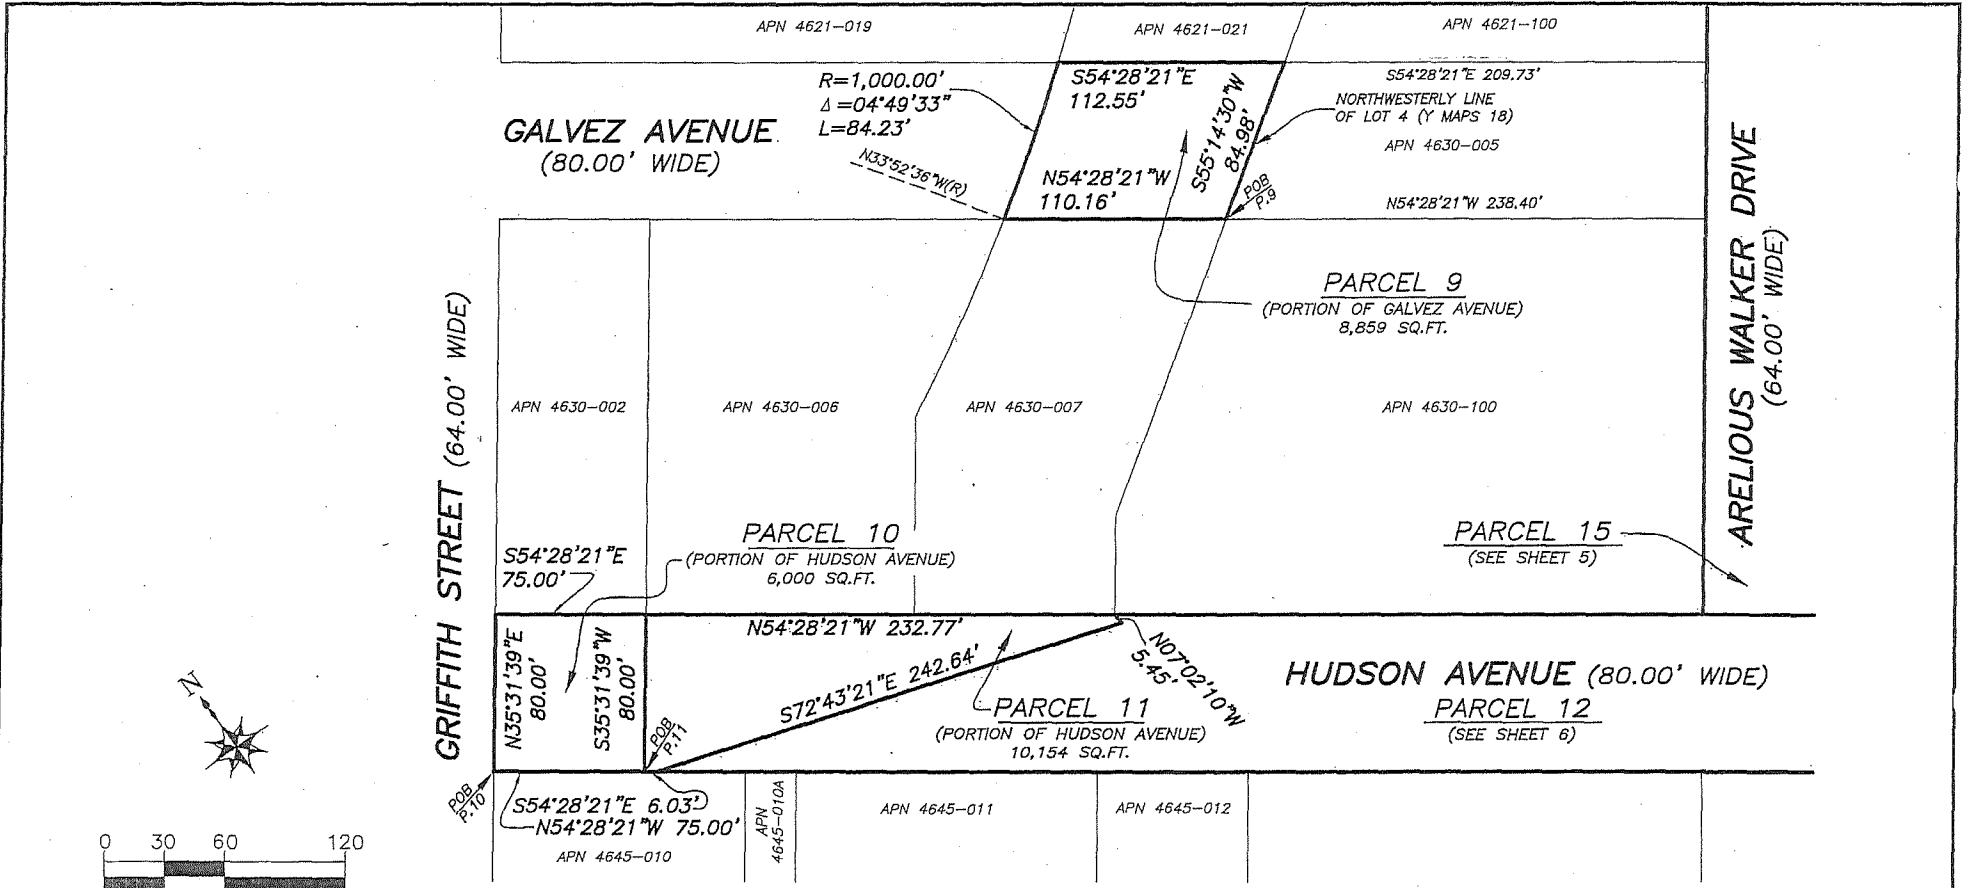 APN 4621-019
APN 4621-021
APN 4621-100
R=1,000.00'
Δ=04°49'33"
L=84.23'
S54°28'21"E
112.55'
S55°14'30"W
84.98'
S54°28'21"E 209.73'
NORTHWESTERLY LINE
OF LOT 4 (Y MAPS 18)
APN 4630-005
GALVEZ AVENUE
(80.00' WIDE)
N33°52'36"W(R)
N54°28'21"W
110.16'
POB
P.9
N54°28'21"W 238.40'
ARELIOUS WALKER DRIVE
(64.00' WIDE)
PARCEL 9
(PORTION OF GALVEZ AVENUE)
8,859 SQ.FT.
GRIFFITH STREET (64.00' WIDE)
APN 4630-002
APN 4630-006
APN 4630-007
APN 4630-100
PARCEL 10
(PORTION OF HUDSON AVENUE)
6,000 SQ.FT.
S54°28'21"E
75.00'
PARCEL 15
(SEE SHEET 5)
N54°28'21"W 232.77'
N35°31'39"E
80.00'
S35°31'39"W
80.00'
S72°43'21"E 242.64'
N07°02'10"W
5.45'
HUDSON AVENUE (80.00' WIDE)
PARCEL 12
(SEE SHEET 6)
PARCEL 11
(PORTION OF HUDSON AVENUE)
10,154 SQ.FT.
POB
P.11
N
POB
P.10
S54°28'21"E 6.03'
N54°28'21"W 75.00'
APN 4645-010
APN
4645-010A
APN 4645-011
APN 4645-012
0 30 60 120